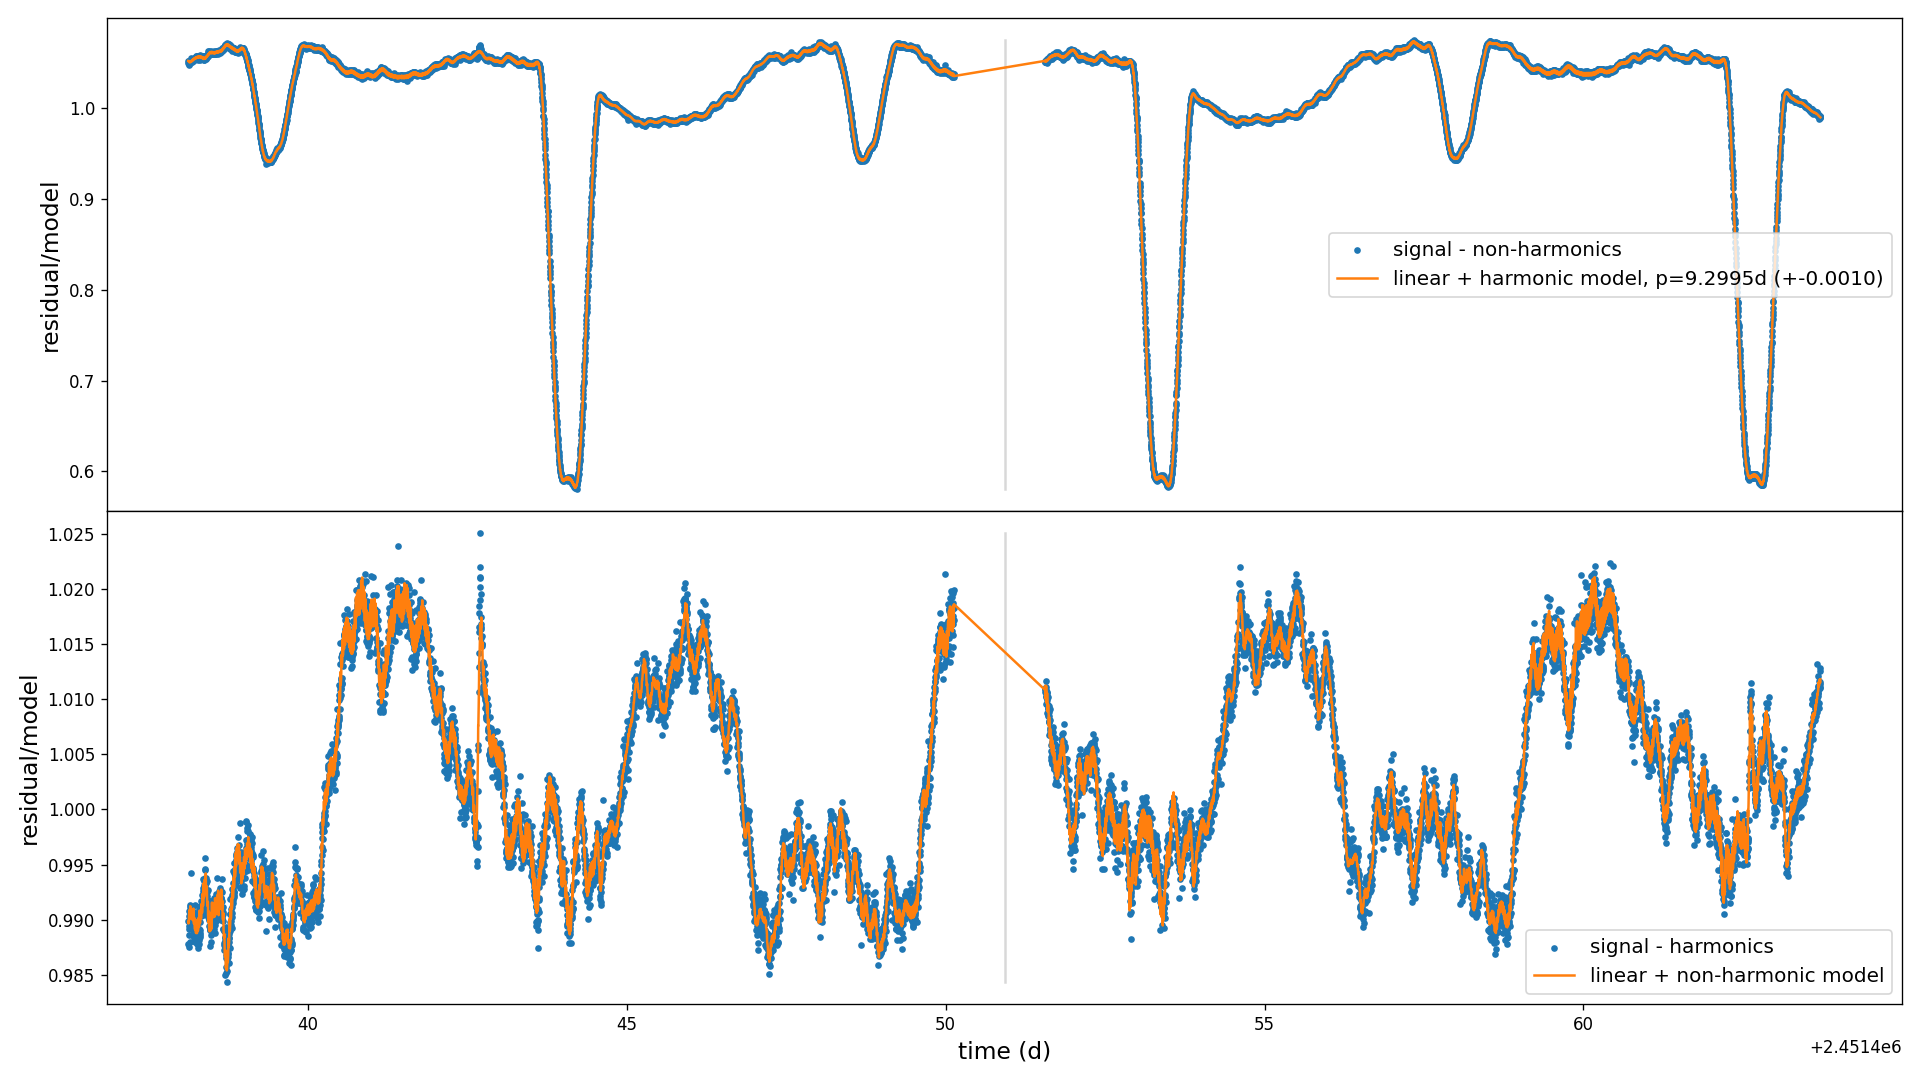 1.0
0.9
0.8
0.7
0.6
residual/model
signal - non-harmonics
linear + harmonic model, p=9.2995d (+-0.0010)
1.025
1.020
1.015
1.010
1.005
1.000
0.995
0.990
0.985
residual/model
signal - harmonics
linear + non-harmonic model
40 45 50 55 60
time (d)
+2.4514e6